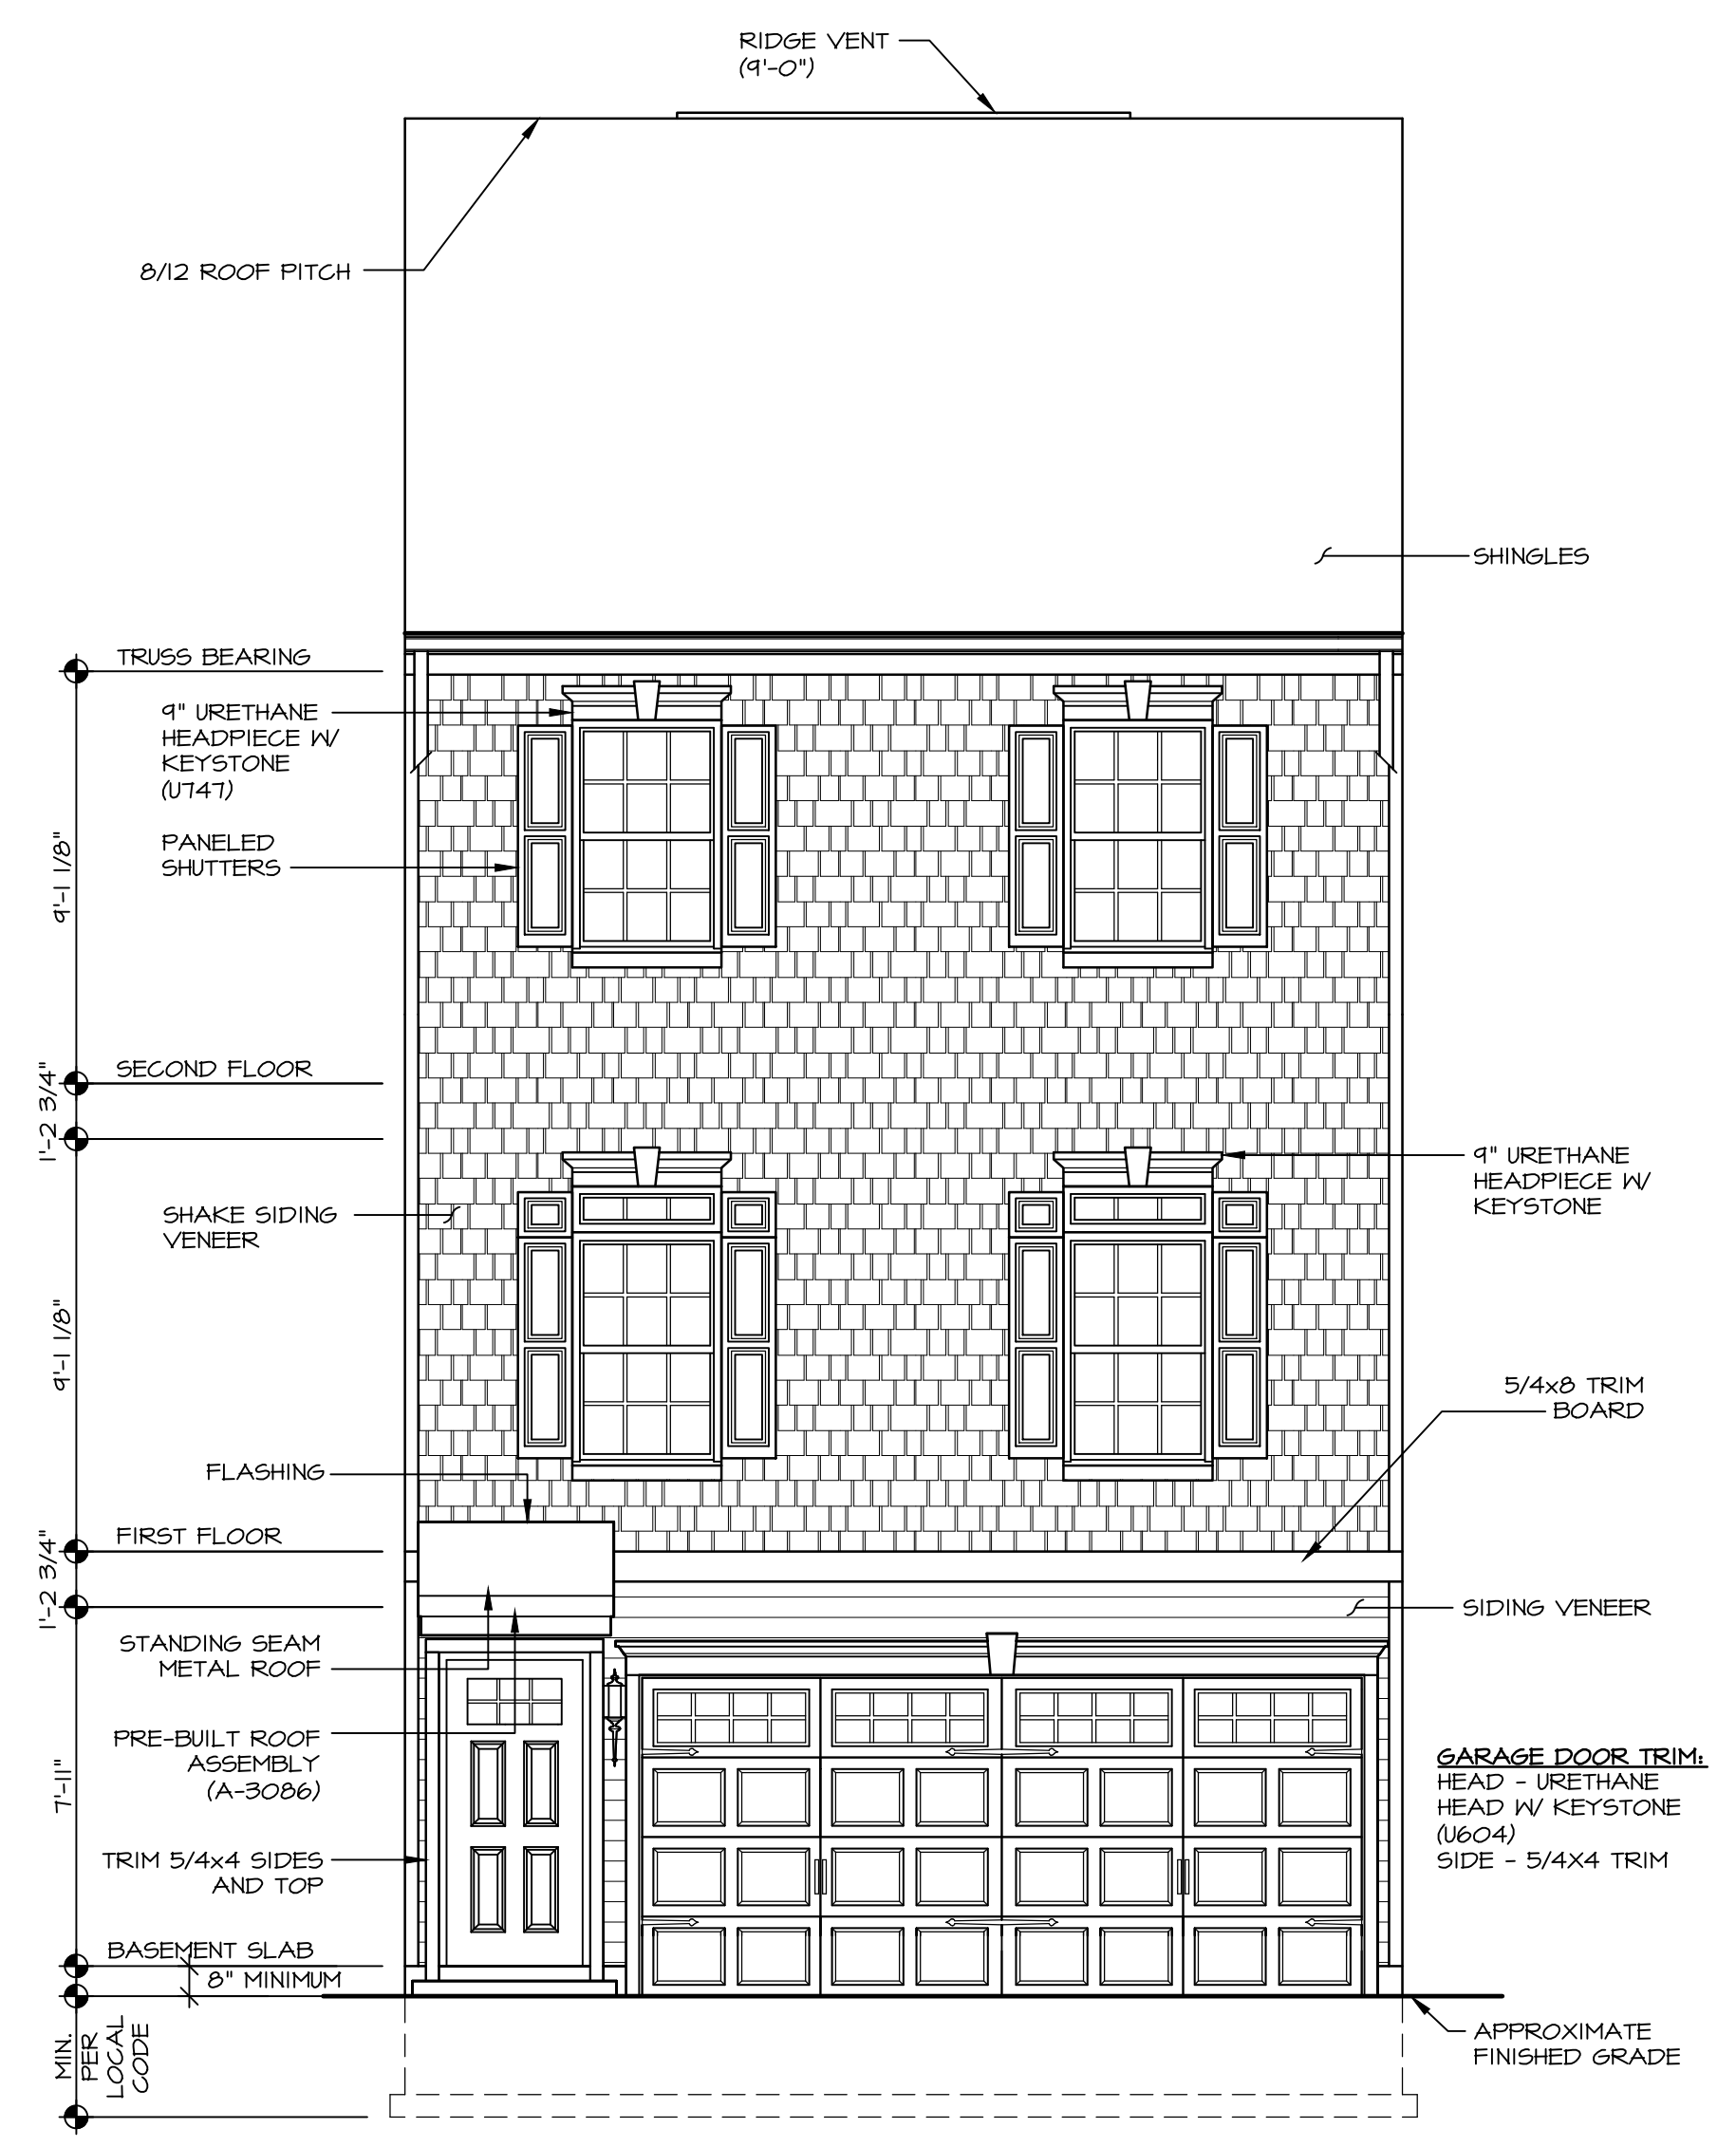 RIDGE VENT
(9'-0")
8/12 ROOF PITCH
SHINGLES
TRUSS BEARING
9" URETHANE
HEADPIECE W/
KEYSTONE
(U747)
PANELED
SHUTTERS
9'-1 1/8"
SECOND FLOOR
1'-2 3/4"
9" URETHANE
HEADPIECE W/
KEYSTONE
SHAKE SIDING
VENEER
9'-1 1/8"
5/4x8 TRIM
BOARD
FLASHING
FIRST FLOOR
1'-2 3/4"
SIDING VENEER
STANDING SEAM
METAL ROOF
PRE-BUILT ROOF
ASSEMBLY
(A-3086)
7'-11"
GARAGE DOOR TRIM:
HEAD - URETHANE
HEAD W/ KEYSTONE
(U604)
SIDE - 5/4X4 TRIM
TRIM 5/4x4 SIDES
AND TOP
BASEMENT SLAB
8" MINIMUM
MIN.
PER
LOCAL
CODE
APPROXIMATE
FINISHED GRADE